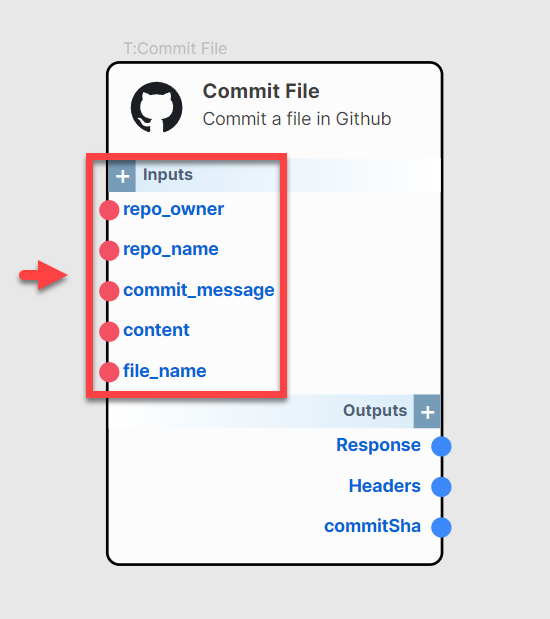 T:Commit File
Commit File
Commit a file in Github
+ Inputs
repo_owner
repo_name
commit_message
content
file_name
Outputs +
Response
Headers
commitSha